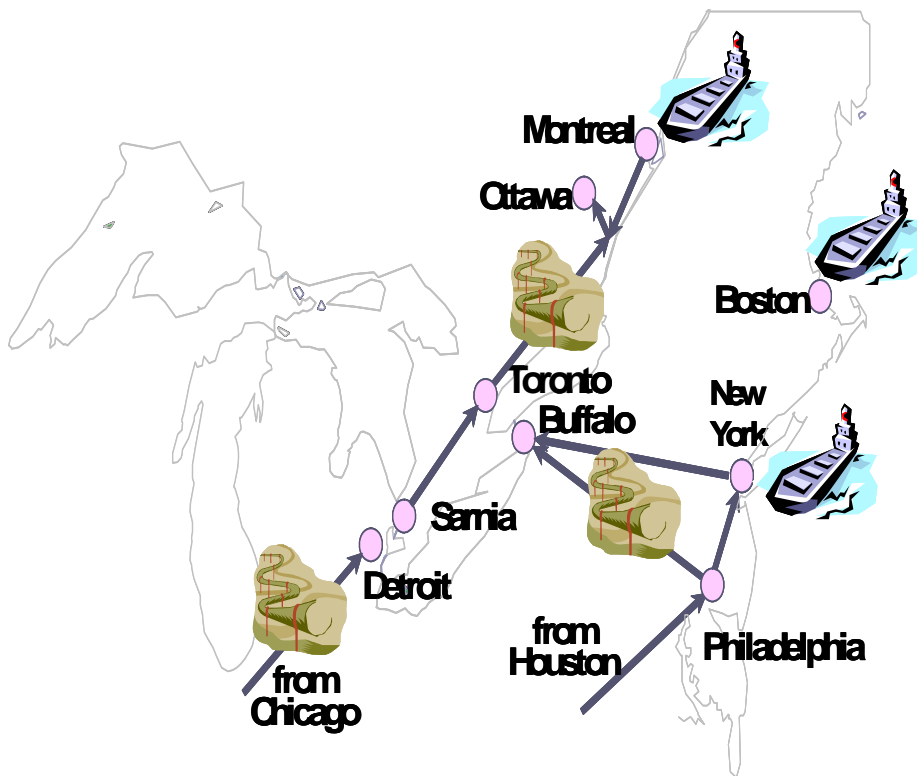 Montreal
Ottawa
Boston
Toronto
New
York
Buffalo
Sarnia
Detroit
from
Houston
Philadelphia
from
Chicago